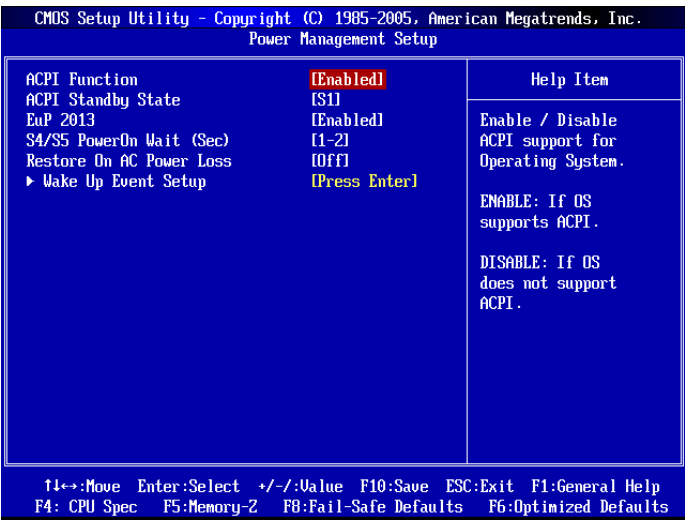 CMOS Setup Utility - Copyright (C) 1985-2005, American Megatrends, Inc.
Power Management Setup
ACPI Function [Enabled]
ACPI Standby State [S1]
EuP 2013 [Enabled]
S4/S5 PowerOn Wait (Sec) [1-2]
Restore On AC Power Loss [Off]
▶ Wake Up Event Setup [Press Enter]
Help Item
Enable / Disable
ACPI support for
Operating System.
ENABLE: If OS
supports ACPI.
DISABLE: If OS
does not support
ACPI.
↑↓↔:Move Enter:Select +/-/:Value F10:Save ESC:Exit F1:General Help
F4: CPU Spec F5:Memory-Z F8:Fail-Safe Defaults F6:Optimized Defaults